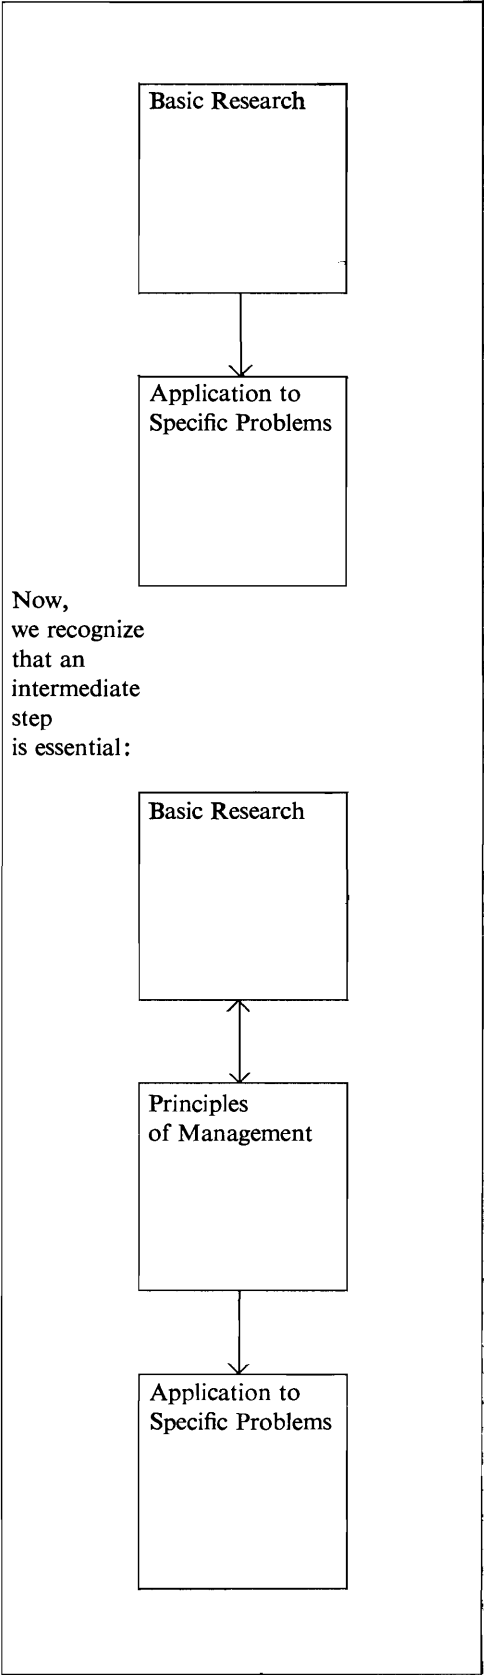 Basic Research
Application to
Specific Problems
Now,
we recognize
that an
intermediate
step
is essential:
Basic Research
Principles
of Management
Application to
Specific Problems